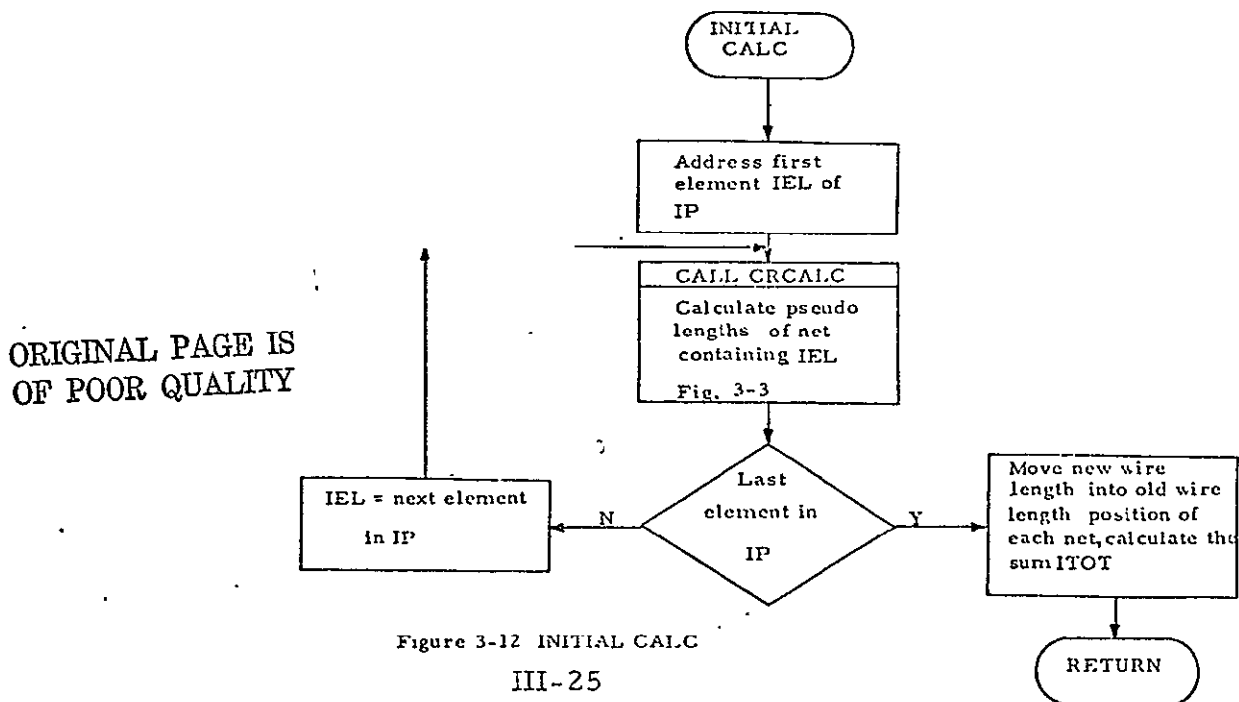 INITIAL
CALC
Address first
element IEL of
IP
CALL CRCALC
Calculate pseudo
lengths of net
containing IEL
Fig. 3-3
ORIGINAL PAGE IS
OF POOR QUALITY
Last
element in
IP
N
Y
IEL = next element
in IP
Move new wire
length into old wire
length position of
each net, calculate the
sum ITOT
RETURN
Figure 3-12 INITIAL CALC
III-25